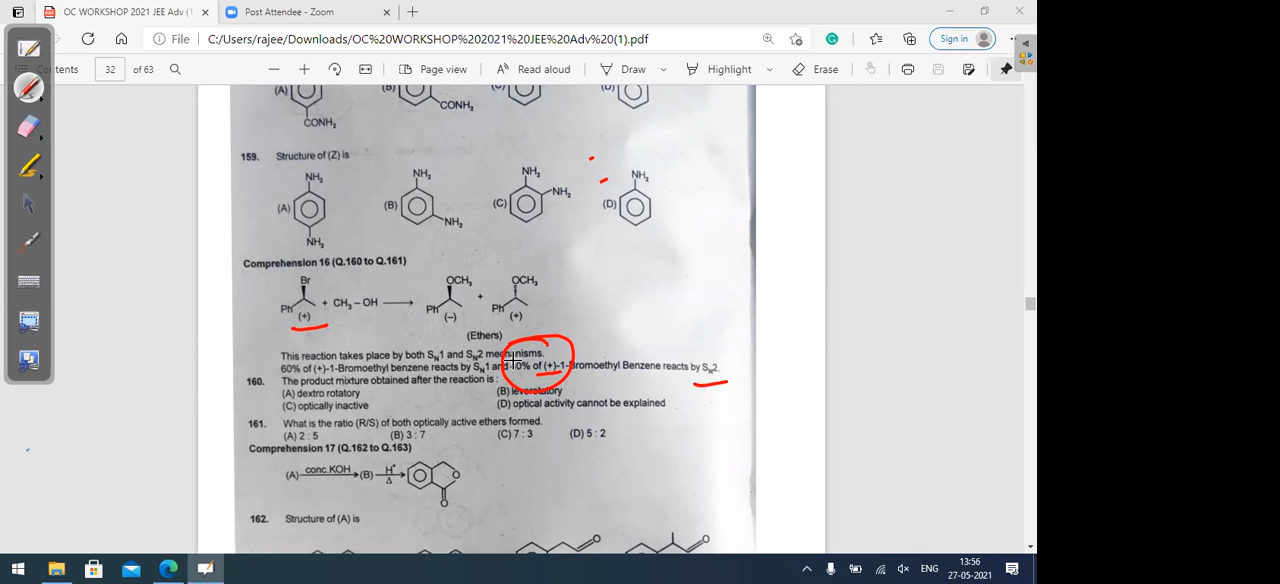 OC WORKSHOP 2021 JEE Adv (1
Post Attendee - Zoom
File C:/Users/rajee/Downloads/OC%20WORKSHOP%202021%20JEE%20Adv%20(1).pdf
Sign in
ontents 32 of 63 Page view Read aloud Draw Highlight Erase
(A) (B) (D)
CONH₂
CONH₂
159. Structure of (Z) is
NH₂ NH₂ NH₂ NH₂
(A) (B) (C) NH₂ (D)
NH₂
NH₂
Comprehension 16 (Q.160 to Q.161)
Br OCH₃ OCH₃
Ph + CH₃ – OH Ph + Ph
(+) (–) (+)
(Ethers)
This reaction takes place by both SN1 and SN2 mechanisms.
60% of (+)-1-Bromoethyl benzene reacts by SN1 and 40% of (+)-1-Bromoethyl Benzene reacts by SN2.
160. The product mixture obtained after the reaction is :
(A) dextro rotatory (B) levorotatory
(C) optically inactive (D) optical activity cannot be explained
161. What is the ratio (R/S) of both optically active ethers formed.
(A) 2 : 5 (B) 3 : 7 (C) 7 : 3 (D) 5 : 2
Comprehension 17 (Q.162 to Q.163)
(A) conc.KOH (B) H⁺ Δ O
O
162. Structure of (A) is
O O
ENG
13:56
27-05-2021